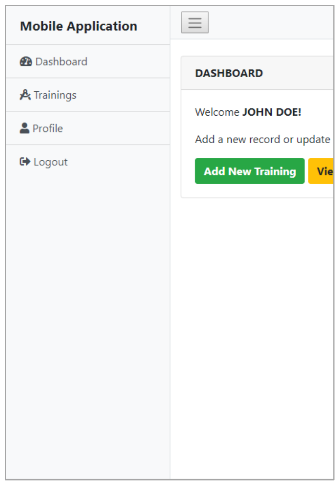 Mobile Application
Dashboard
Trainings
Profile
Logout
DASHBOARD
Welcome JOHN DOE!
Add a new record or update
Add New Training
Vie